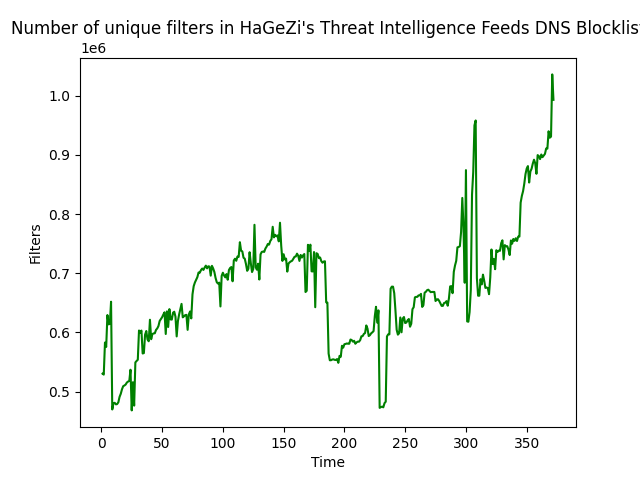 Number of unique filters in HaGeZi's Threat Intelligence Feeds DNS Blocklis
1e6
1.0
0.9
0.8
0.7
0.6
0.5
Filters
0 50 100 150 200 250 300 350
Time